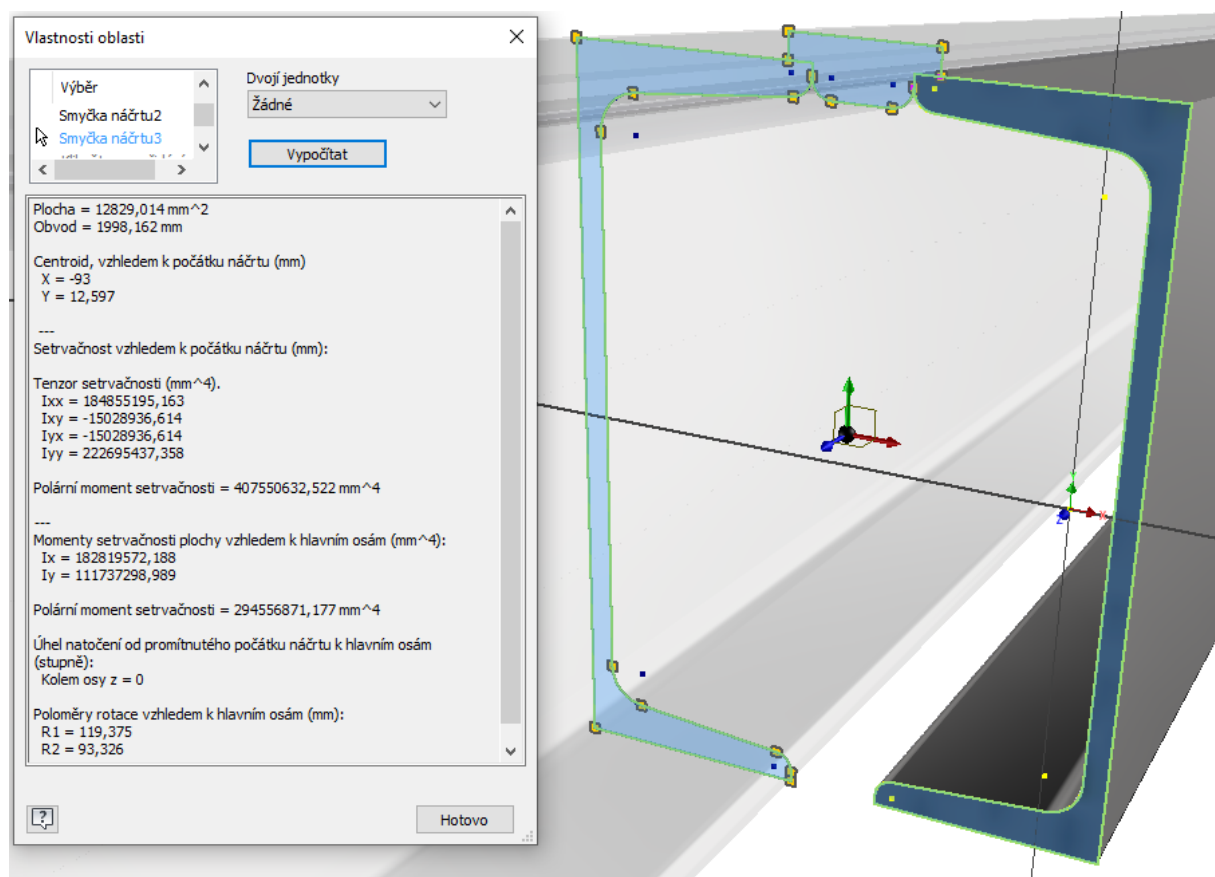 Vlastnosti oblasti
Výběr
Smyčka náčrtu2
Smyčka náčrtu3
Dvojí jednotky
Žádné
Vypočítat
Plocha = 12829,014 mm^2
Obvod = 1998,162 mm
Centroid, vzhledem k počátku náčrtu (mm)
X = -93
Y = 12,597
---
Setrvačnost vzhledem k počátku náčrtu (mm):
Tenzor setrvačnosti (mm^4).
Ixx = 184855195,163
Ixy = -15028936,614
Iyx = -15028936,614
Iyy = 222695437,358
Polární moment setrvačnosti = 407550632,522 mm^4
---
Momenty setrvačnosti plochy vzhledem k hlavním osám (mm^4):
Ix = 182819572,188
Iy = 111737298,989
Polární moment setrvačnosti = 294556871,177 mm^4
Úhel natočení od promítnutého počátku náčrtu k hlavním osám
(stupně):
Kolem osy z = 0
Poloměry rotace vzhledem k hlavním osám (mm):
R1 = 119,375
R2 = 93,326
?
Hotovo
Y
X
Z